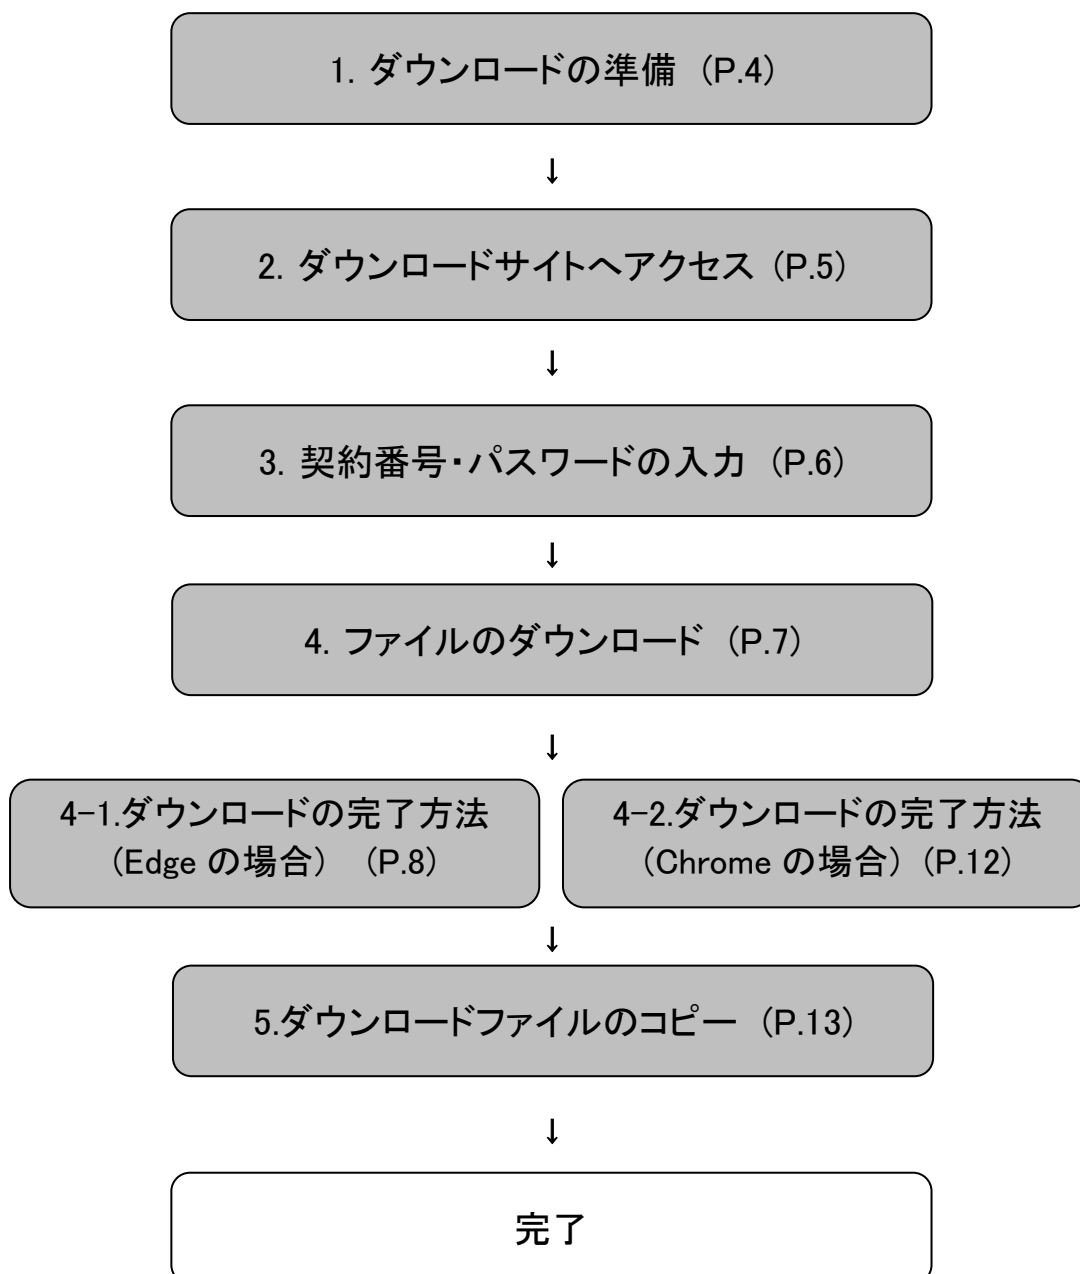 1. ダウンロードの準備 (P.4)
↓
2. ダウンロードサイトへアクセス (P.5)
↓
3. 契約番号・パスワードの入力 (P.6)
↓
4. ファイルのダウンロード (P.7)
↓
4-1.ダウンロードの完了方法
(Edge の場合) (P.8)
4-2.ダウンロードの完了方法
(Chrome の場合) (P.12)
↓
5.ダウンロードファイルのコピー (P.13)
↓
完了